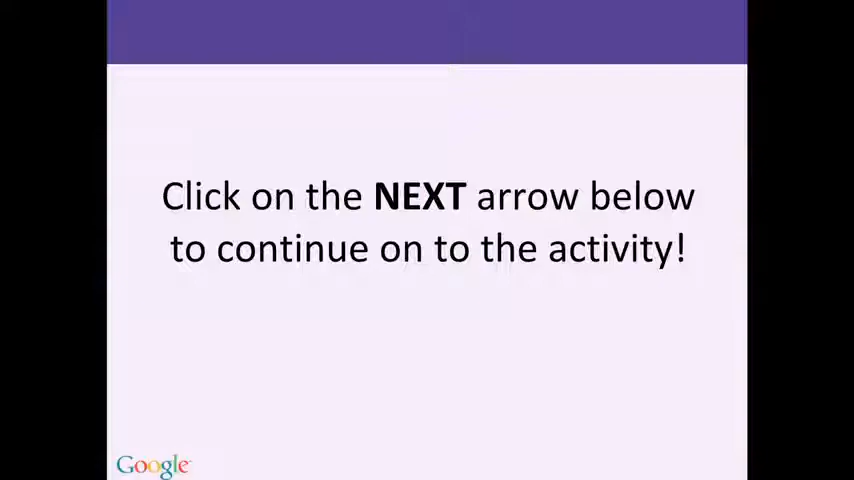 Click on the NEXT arrow below
to continue on to the activity!
Google